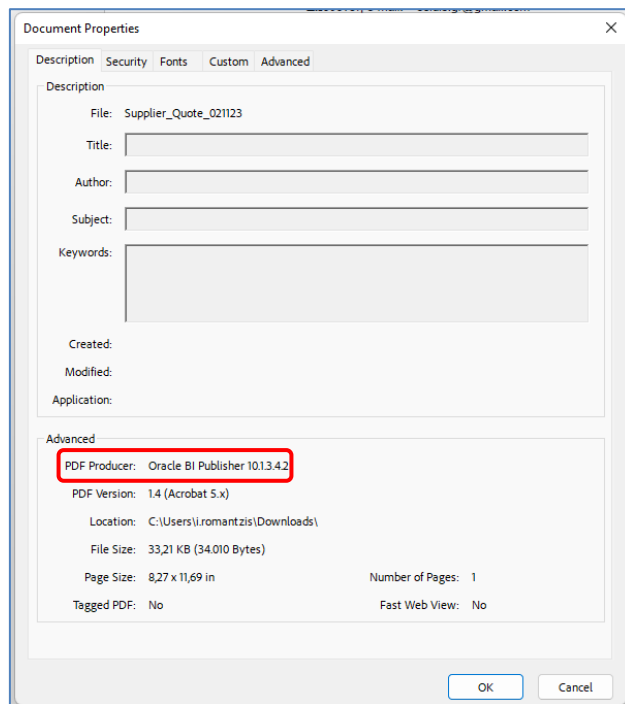 Document Properties
Description Security Fonts Custom Advanced
Description
File: Supplier_Quote_021123
Title:
Author:
Subject:
Keywords:
Created:
Modified:
Application:
Advanced
PDF Producer: Oracle BI Publisher 10.1.3.4.2
PDF Version: 1.4 (Acrobat 5.x)
Location: C:\Users\i.romantzis\Downloads\
File Size: 33,21 KB (34.010 Bytes)
Page Size: 8,27 x 11,69 in Number of Pages: 1
Tagged PDF: No Fast Web View: No
OK Cancel